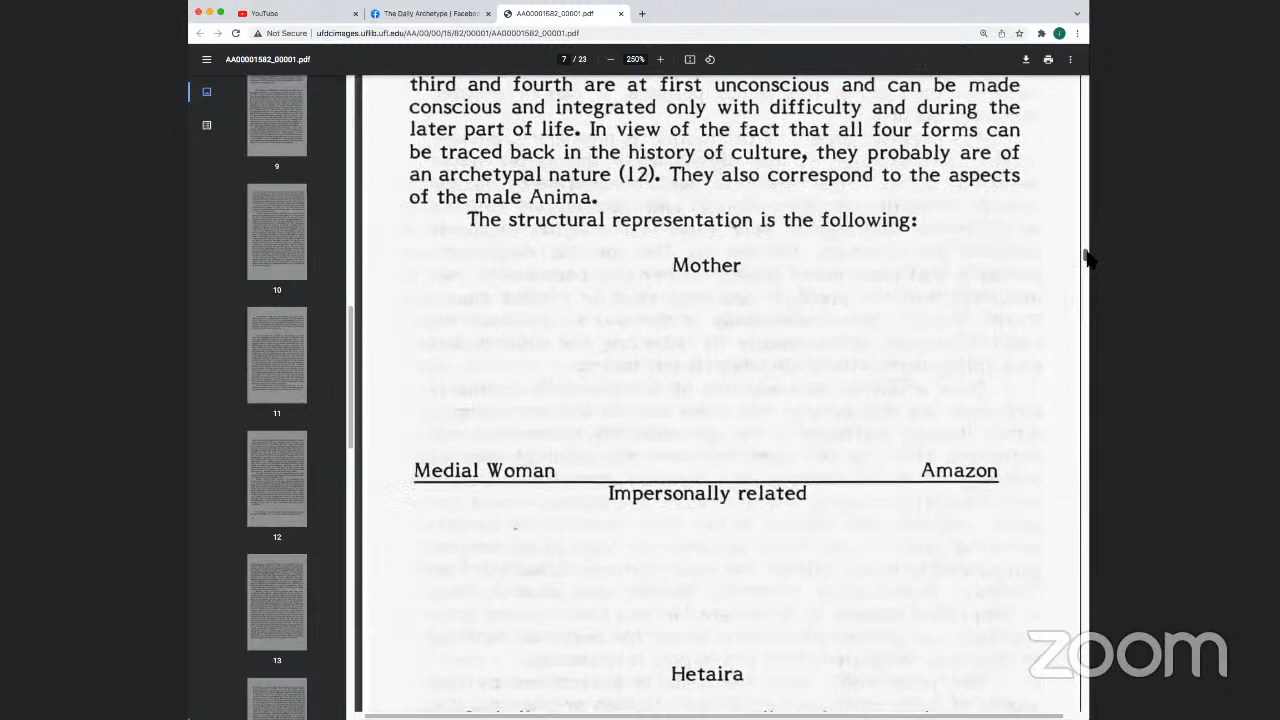 YouTube
The Daily Archetype | Facebo
AA00001582_00001.pdf
Not Secure | ufdcimages.uflib.ufl.edu/AA/00/00/15/82/00001/AA00001582_00001.pdf
AA00001582_00001.pdf
7 / 23
250%
9
10
11
12
13
third and fourth are at first unconscious and can be made
conscious and integrated only with difficulty and during the
later part of life. In view of the fact that all four forms can
be traced back in the history of culture, they probably are of
an archetypal nature (12). They also correspond to the aspects
of the male Anima.
The structural representation is the following:
Mother
Medial Woman Amazon
Impersonally related
Hetaira
zoom